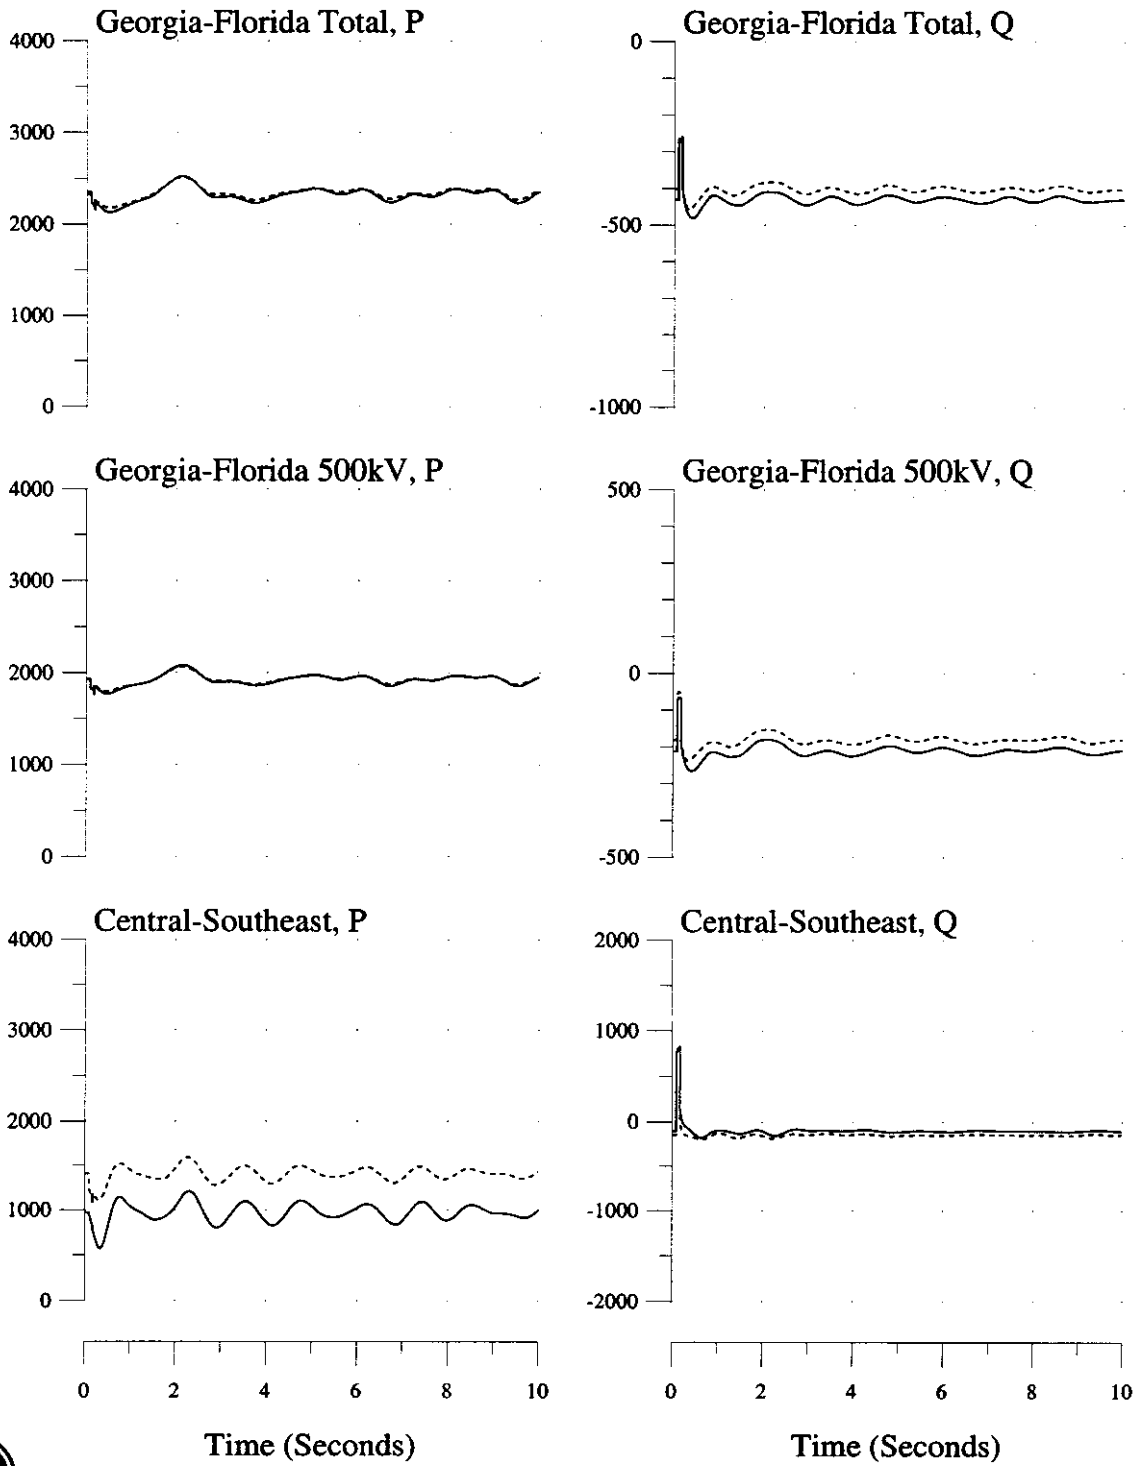 Georgia-Florida Total, P
4000
3000
2000
1000
0
Georgia-Florida Total, Q
0
-500
-1000
Georgia-Florida 500kV, P
4000
3000
2000
1000
0
Georgia-Florida 500kV, Q
500
0
-500
Central-Southeast, P
4000
3000
2000
1000
0
Central-Southeast, Q
2000
1000
0
-1000
-2000
0 2 4 6 8 10
Time (Seconds)
0 2 4 6 8 10
Time (Seconds)